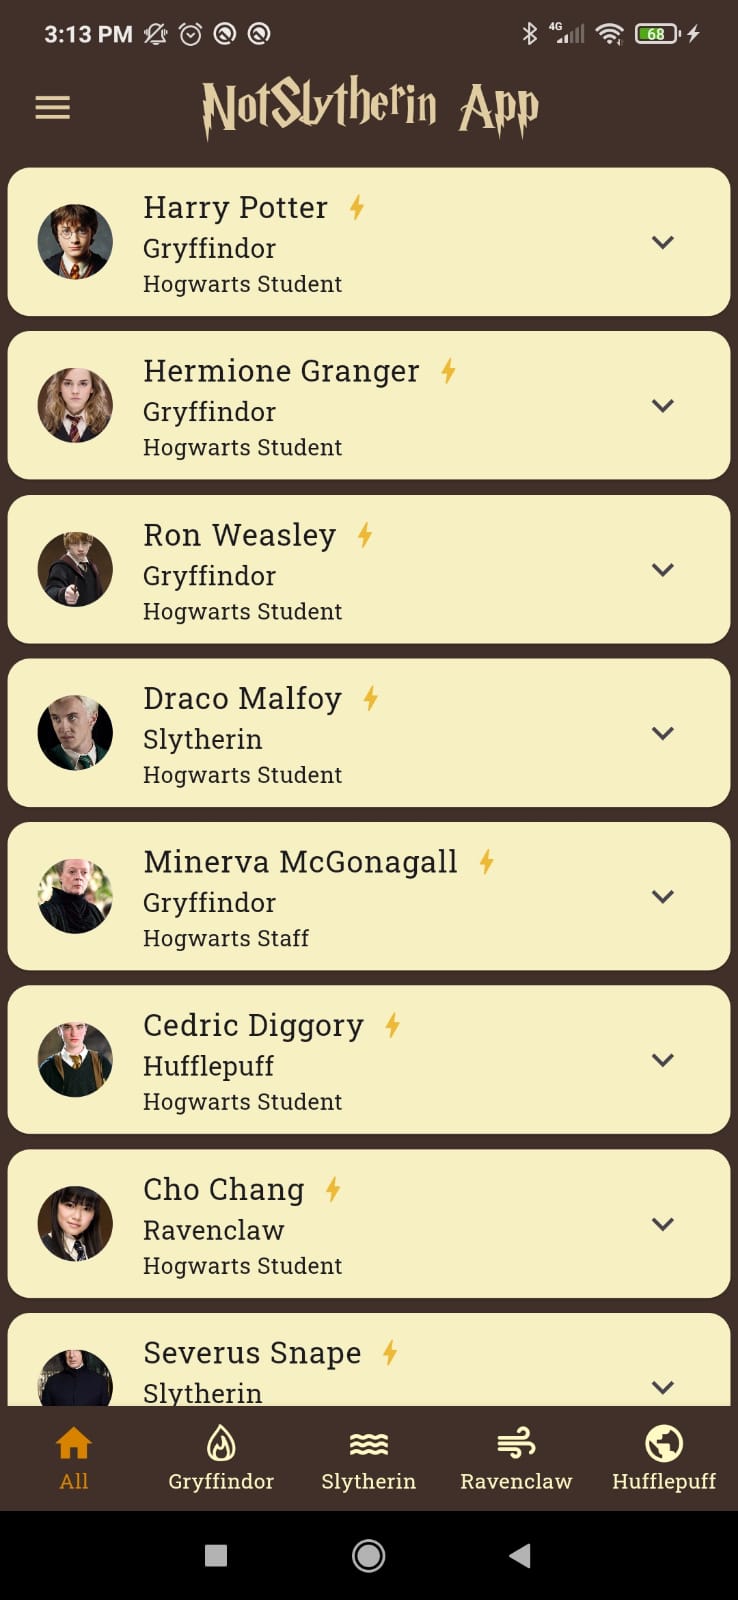 3:13 PM
4G
68
NotSlytherin App
Harry Potter
Gryffindor
Hogwarts Student
Hermione Granger
Gryffindor
Hogwarts Student
Ron Weasley
Gryffindor
Hogwarts Student
Draco Malfoy
Slytherin
Hogwarts Student
Minerva McGonagall
Gryffindor
Hogwarts Staff
Cedric Diggory
Hufflepuff
Hogwarts Student
Cho Chang
Ravenclaw
Hogwarts Student
Severus Snape
Slytherin
All Gryffindor Slytherin Ravenclaw Hufflepuff